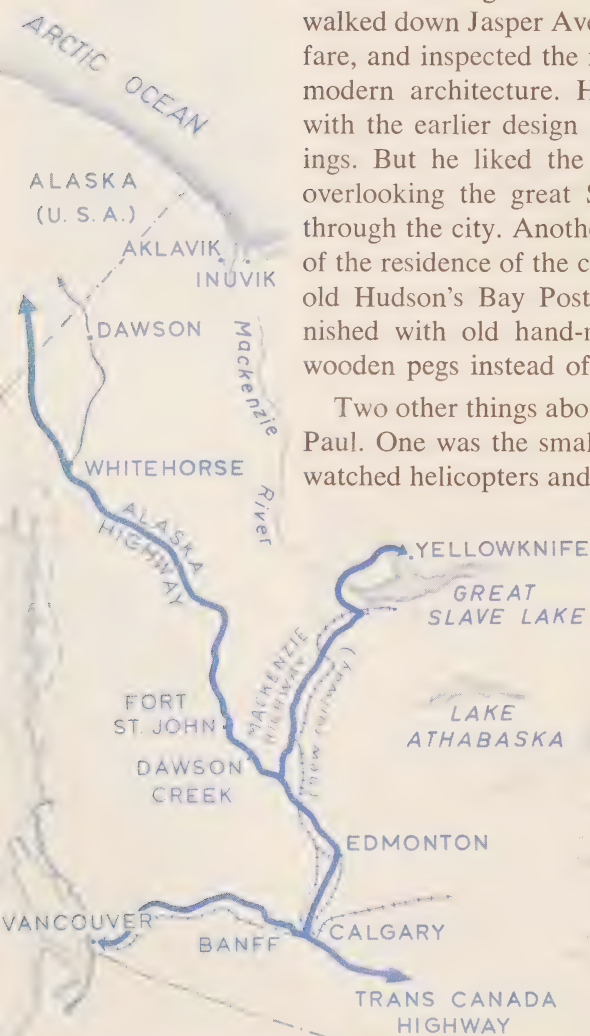 walked down Jasper Ave
fare, and inspected the
modern architecture. H
with the earlier design
ings. But he liked the
overlooking the great S
through the city. Anothe
of the residence of the c
old Hudson's Bay Post
nished with old hand-
wooden pegs instead of
Two other things abo
Paul. One was the smal
watched helicopters and
ARCTIC OCEAN
ALASKA
(U. S. A.)
AKLAVIK
INUVIK
DAWSON
Mackenzie
River
WHITEHORSE
ALASKA
HIGHWAY
YELLOWKNIFE
GREAT
SLAVE LAKE
MACKENZIE
HIGHWAY
(new railway)
LAKE
ATHABASKA
FORT
ST. JOHN
DAWSON
CREEK
EDMONTON
VANCOUVER
BANFF
CALGARY
TRANS CANADA
HIGHWAY